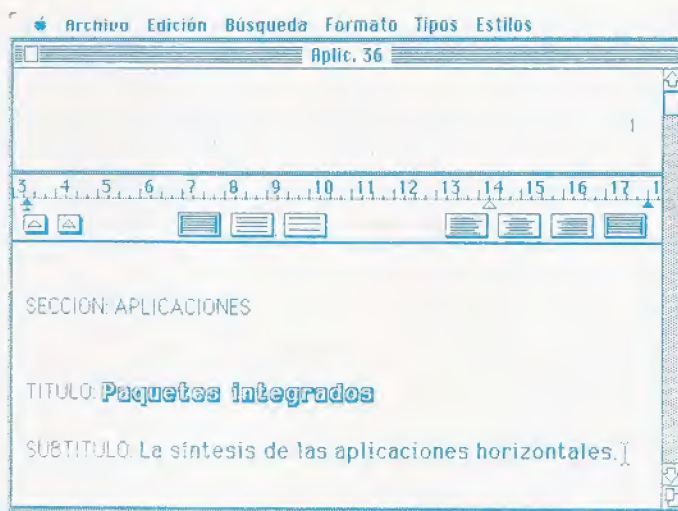 Archivo Edición Búsqueda Formato Tipos Estilos
Aplic. 36
1
3 4 5 6 7 8 9 10 11 12 13 14 15 16 17 1
SECCION: APLICACIONES
TITULO: Paquetes integrados
SUBTITULO: La síntesis de las aplicaciones horizontales.